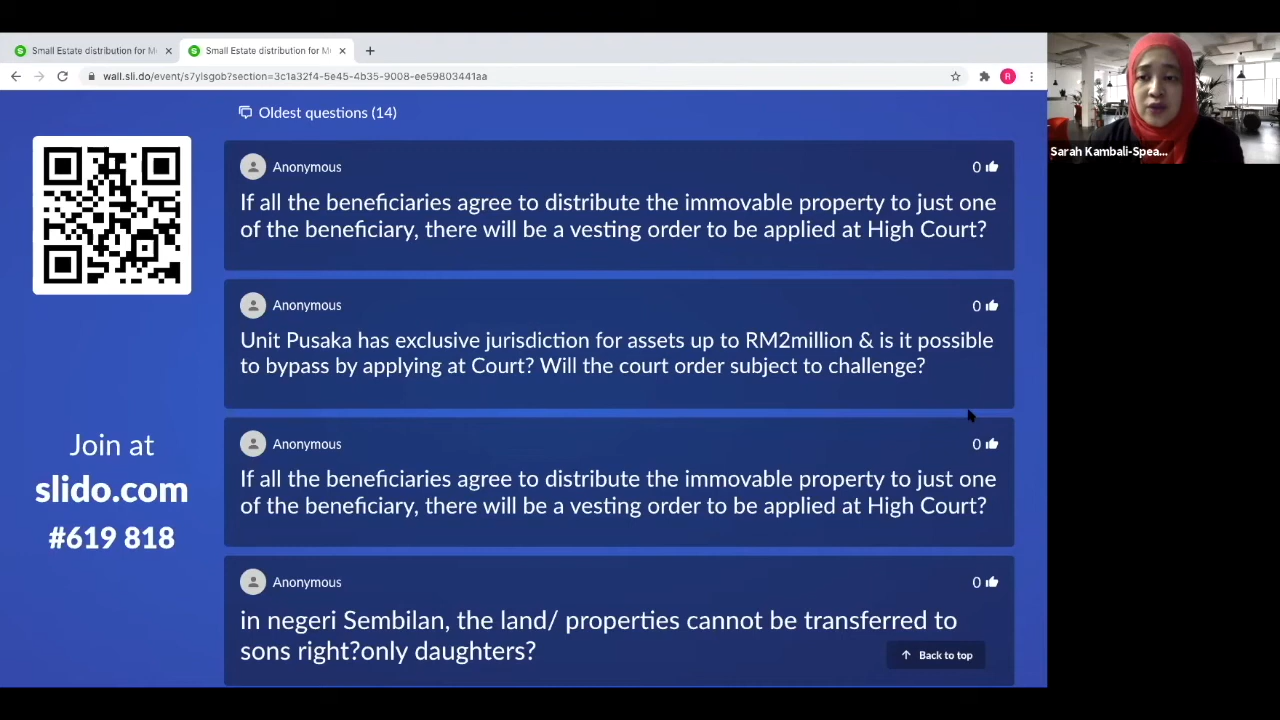 Small Estate distribution for Mu
Small Estate distribution for Mu
wall.sli.do/event/s7ylsgob?section=3c1a32f4-5e45-4b35-9008-ee59803441aa
R
Sarah Kambali-Spea...
Oldest questions (14)
Anonymous
0
If all the beneficiaries agree to distribute the immovable property to just one
of the beneficiary, there will be a vesting order to be applied at High Court?
Anonymous
0
Unit Pusaka has exclusive jurisdiction for assets up to RM2million & is it possible
to bypass by applying at Court? Will the court order subject to challenge?
Join at
slido.com
#619 818
Anonymous
0
If all the beneficiaries agree to distribute the immovable property to just one
of the beneficiary, there will be a vesting order to be applied at High Court?
Anonymous
0
in negeri Sembilan, the land/ properties cannot be transferred to
sons right?only daughters?
Back to top